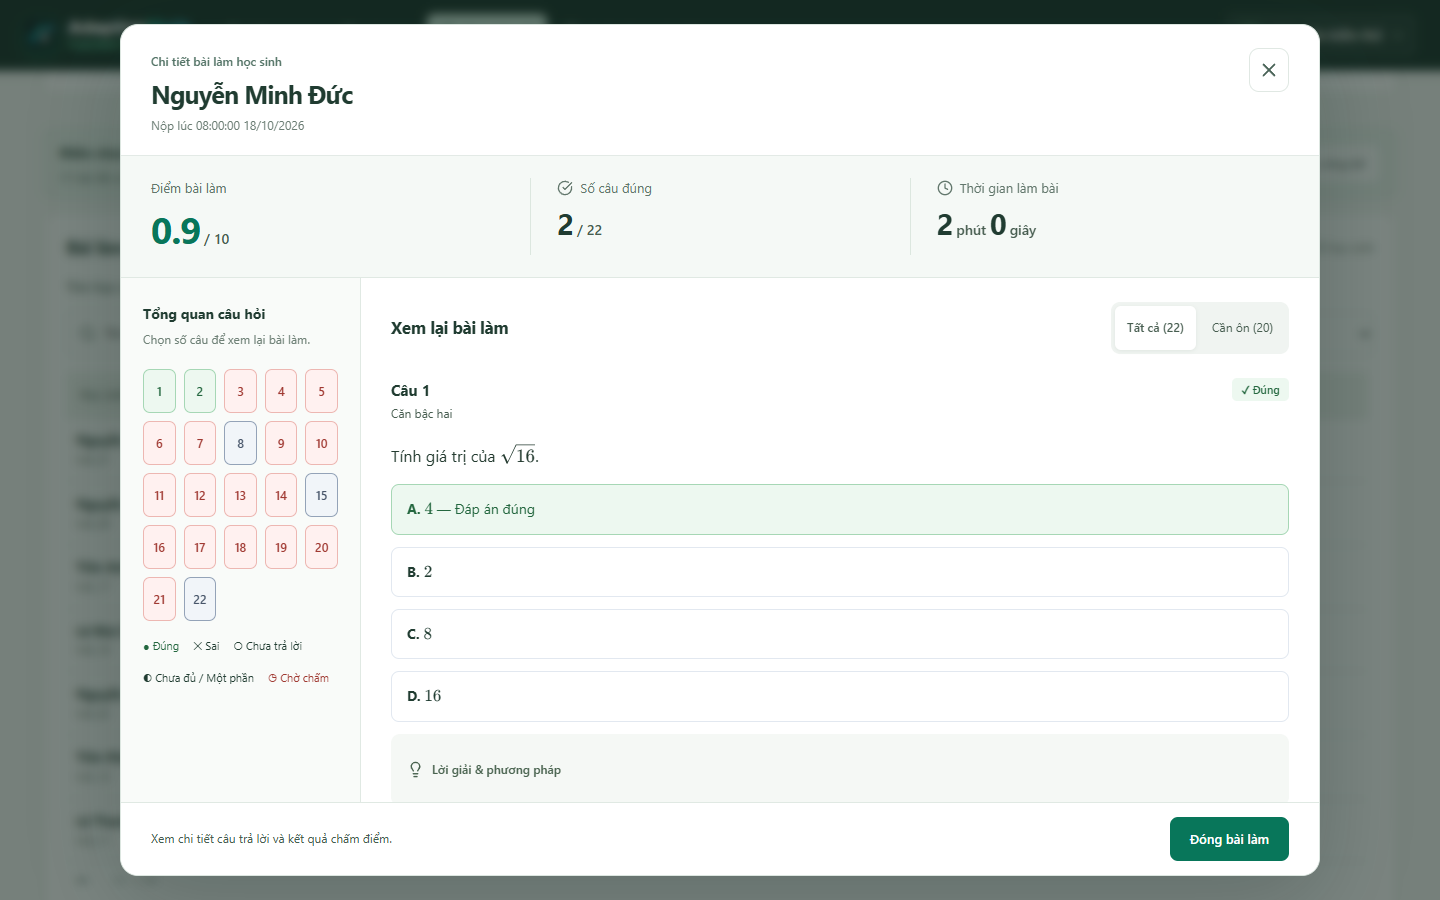 Chi tiết bài làm học sinh
Nguyễn Minh Đức
Nộp lúc 08:00:00 18/10/2026
Điểm bài làm
0.9 / 10
Số câu đúng
2 / 22
Thời gian làm bài
2 phút 0 giây
Tổng quan câu hỏi
Chọn số câu để xem lại bài làm.
1 2 3 4 5
6 7 8 9 10
11 12 13 14 15
16 17 18 19 20
21 22
● Đúng ✕ Sai ○ Chưa trả lời
◐ Chưa đủ / Một phần ◷ Chờ chấm
Xem lại bài làm
Tất cả (22) Cần ôn (20)
Câu 1
✓ Đúng
Căn bậc hai
Tính giá trị của √16.
A. 4 — Đáp án đúng
B. 2
C. 8
D. 16
Lời giải & phương pháp
Xem chi tiết câu trả lời và kết quả chấm điểm.
Đóng bài làm